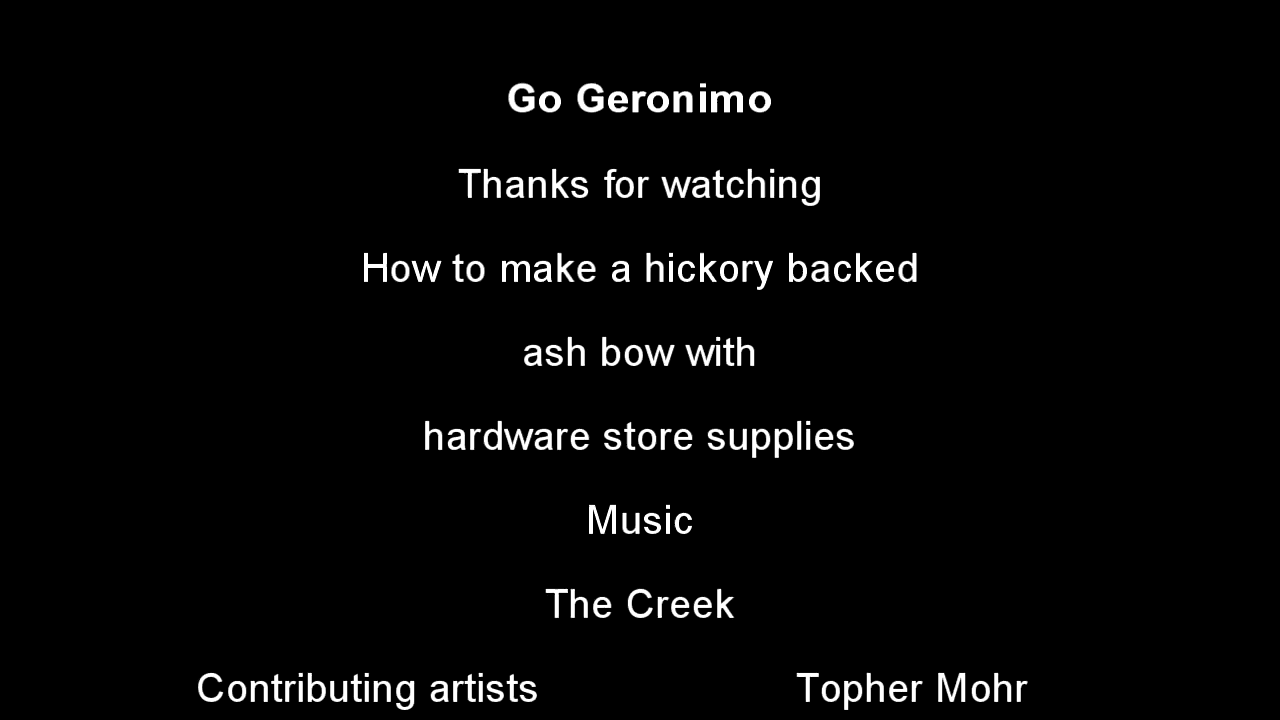 Go Geronimo
Thanks for watching
How to make a hickory backed
ash bow with
hardware store supplies
Music
The Creek
Contributing artists Topher Mohr